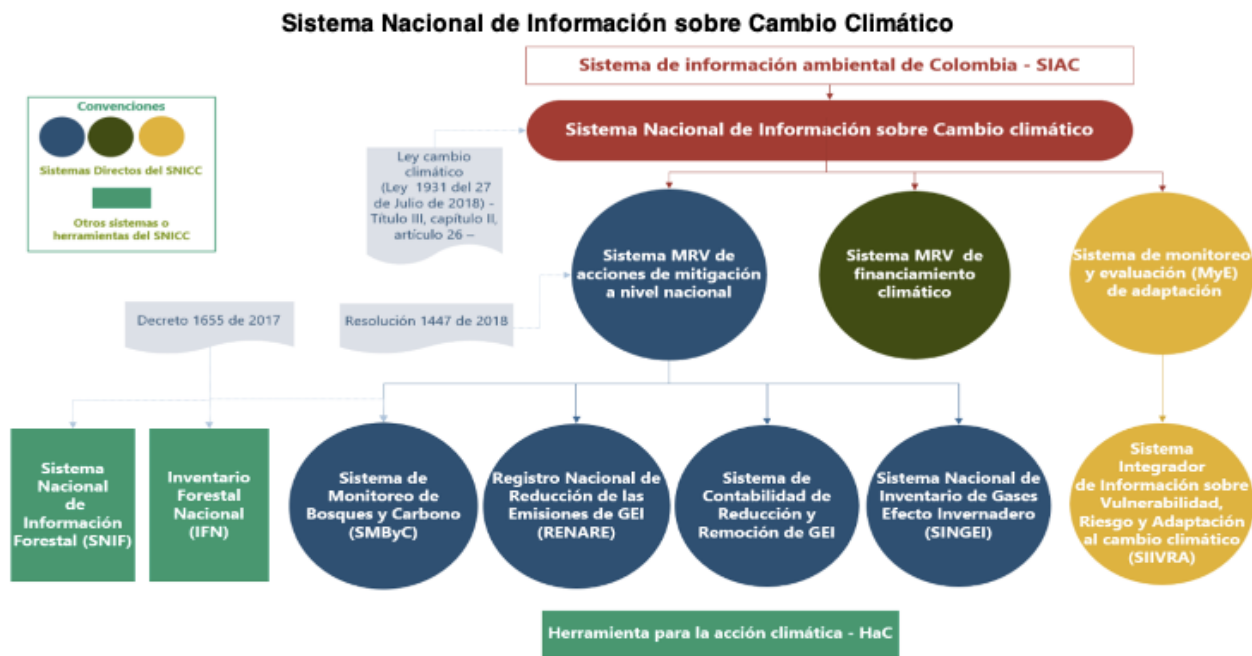 Sistema Nacional de Información sobre Cambio Climático
Sistema de información ambiental de Colombia - SIAC
Sistema Nacional de Información sobre Cambio climático
Convenciones
Sistemas Directos del SNICC
Otros sistemas o
herramientas del SNICC
Ley cambio
climático
(Ley 1931 del 27
de Julio de 2018) -
Título III, capítulo II,
artículo 26 –
Sistema MRV de
acciones de mitigación
a nivel nacional
Sistema MRV de
financiamiento
climático
Sistema de monitoreo
y evaluación (MyE)
de adaptación
Decreto 1655 de 2017
Resolución 1447 de 2018
Sistema
Nacional
de
Información
Forestal (SNIF)
Inventario
Forestal
Nacional
(IFN)
Sistema de
Monitoreo de
Bosques y Carbono
(SMByC)
Registro Nacional de
Reducción de las
Emisiones de GEI
(RENARE)
Sistema de
Contabilidad de
Reducción y
Remoción de GEI
Sistema Nacional de
Inventario de Gases
Efecto Invernadero
(SINGEI)
Sistema
Integrador
de Información sobre
Vulnerabilidad,
Riesgo y Adaptación
al cambio climático
(SIIVRA)
Herramienta para la acción climática - HaC